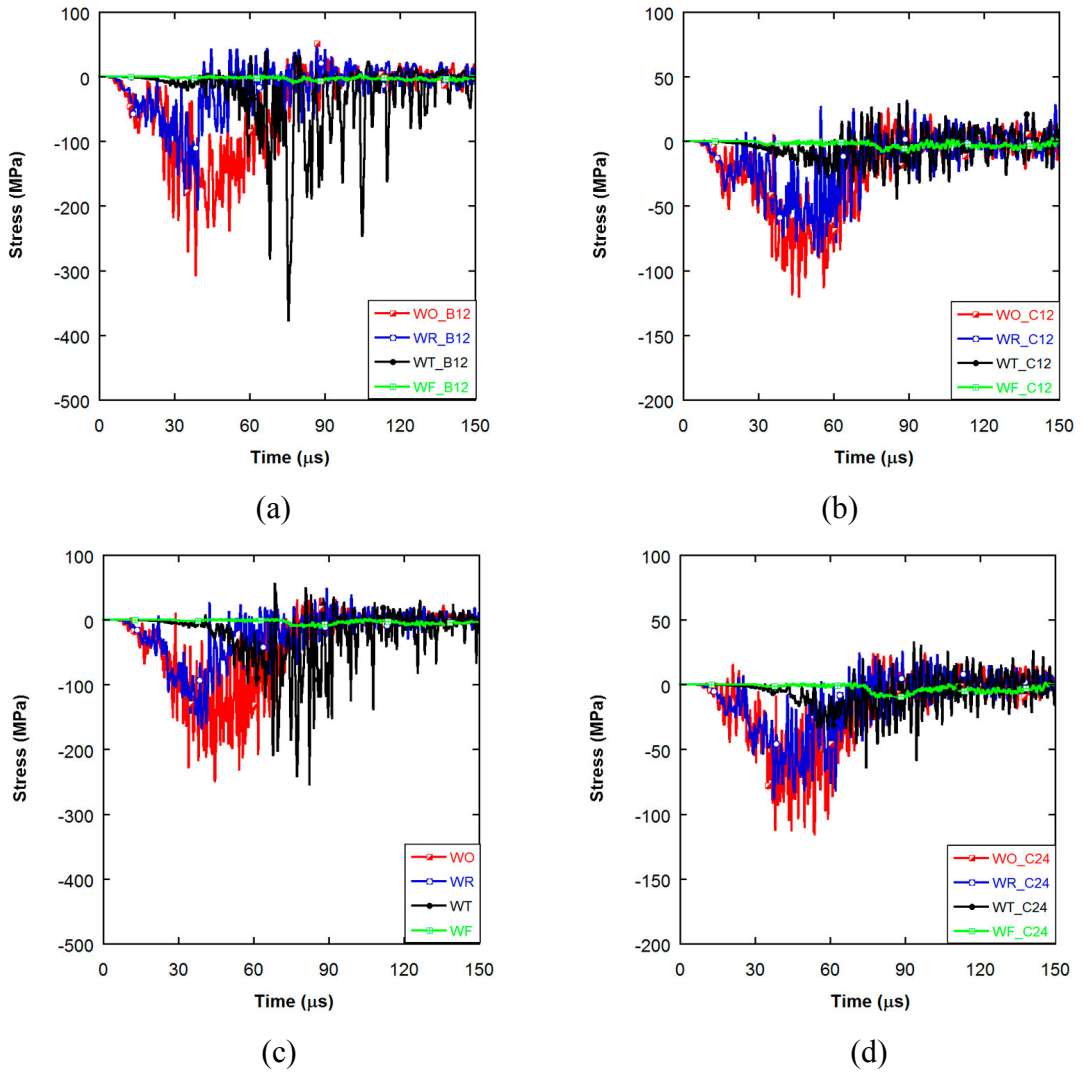 100
0
-100
-200
-300
-400
-500
0 30 60 90 120 150
Stress (MPa)
Time (μs)
WO_B12
WR_B12
WT_B12
WF_B12
(a)
100
50
0
-50
-100
-150
-200
0 30 60 90 120 150
Stress (MPa)
Time (μs)
WO_C12
WR_C12
WT_C12
WF_C12
(b)
100
0
-100
-200
-300
-400
-500
0 30 60 90 120 150
Stress (MPa)
Time (μs)
WO
WR
WT
WF
(c)
100
50
0
-50
-100
-150
-200
0 30 60 90 120 150
Stress (MPa)
Time (μs)
WO_C24
WR_C24
WT_C24
WF_C24
(d)